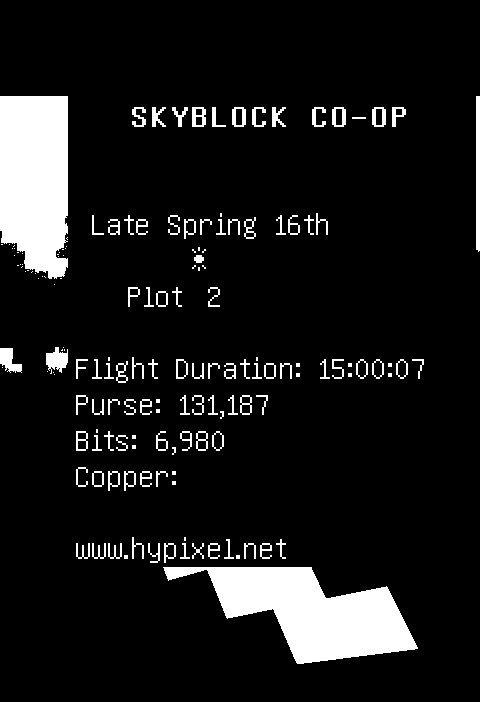 SKYBLOCK CO-OP
Late Spring 16th
Plot 2
Flight Duration: 15:00:07
Purse: 131,187
Bits: 6,980
Copper:
www.hypixel.net